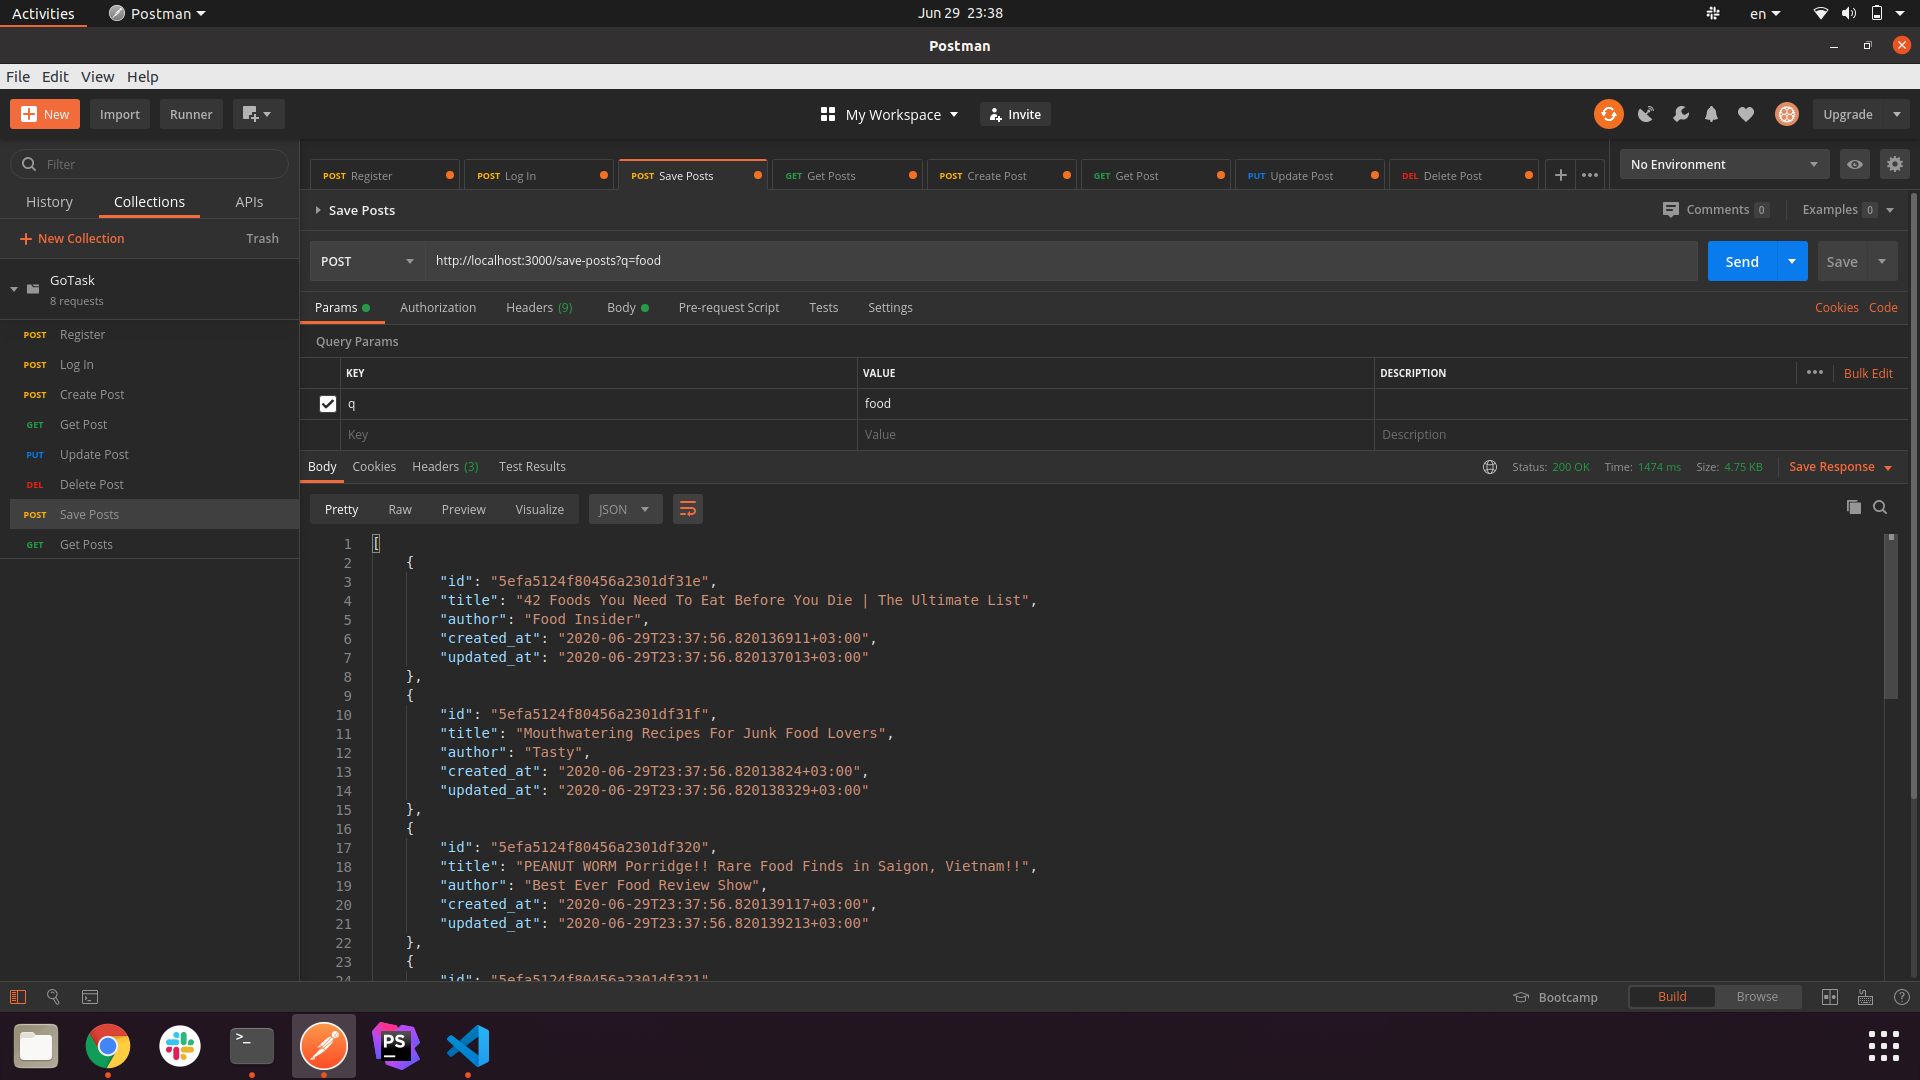 Activities Postman Jun 29 23:38 en
Postman
File Edit View Help
New Import Runner My Workspace Invite Upgrade
Filter
History Collections APIs
New Collection Trash
GoTask
8 requests
POST Register
POST Log In
POST Create Post
GET Get Post
PUT Update Post
DEL Delete Post
POST Save Posts
GET Get Posts
POST Register POST Log In POST Save Posts GET Get Posts POST Create Post GET Get Post PUT Update Post DEL Delete Post No Environment
Save Posts Comments 0 Examples 0
POST http://localhost:3000/save-posts?q=food Send Save
Params Authorization Headers (9) Body Pre-request Script Tests Settings Cookies Code
Query Params
KEY VALUE DESCRIPTION Bulk Edit
q food
Key Value Description
Body Cookies Headers (3) Test Results Status: 200 OK Time: 1474 ms Size: 4.75 KB Save Response
Pretty Raw Preview Visualize JSON
1 [
2 {
3 "id": "5efa5124f80456a2301df31e",
4 "title": "42 Foods You Need To Eat Before You Die | The Ultimate List",
5 "author": "Food Insider",
6 "created_at": "2020-06-29T23:37:56.820136911+03:00",
7 "updated_at": "2020-06-29T23:37:56.820137013+03:00"
8 },
9 {
10 "id": "5efa5124f80456a2301df31f",
11 "title": "Mouthwatering Recipes For Junk Food Lovers",
12 "author": "Tasty",
13 "created_at": "2020-06-29T23:37:56.82013824+03:00",
14 "updated_at": "2020-06-29T23:37:56.820138329+03:00"
15 },
16 {
17 "id": "5efa5124f80456a2301df320",
18 "title": "PEANUT WORM Porridge!! Rare Food Finds in Saigon, Vietnam!!",
19 "author": "Best Ever Food Review Show",
20 "created_at": "2020-06-29T23:37:56.820139117+03:00",
21 "updated_at": "2020-06-29T23:37:56.820139213+03:00"
22 },
23 {
24 "id": "5efa5124f80456a2301df321"
Bootcamp Build Browse
PS